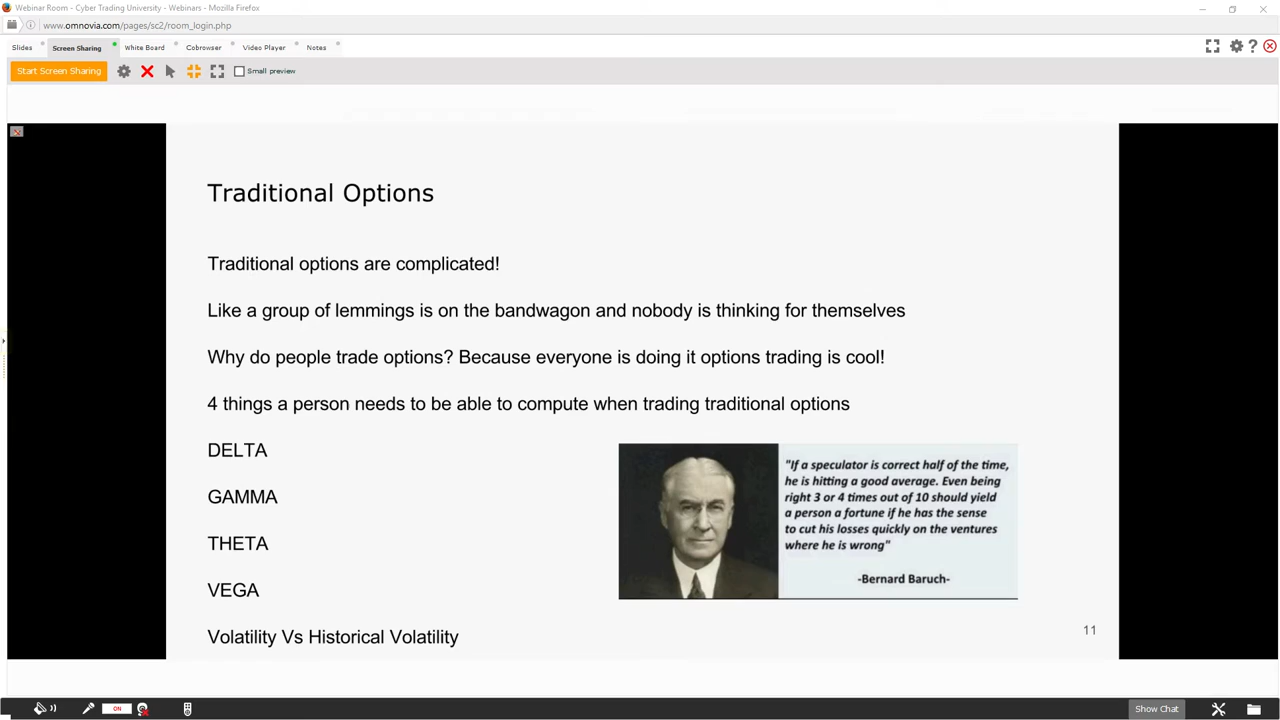 Webinar Room - Cyber Trading University - Webinars - Mozilla Firefox
www.omnovia.com/pages/sc2/room_login.php
Slides
Screen Sharing
White Board
Cobrowser
Video Player
Notes
Start Screen Sharing
Small preview
Traditional Options
Traditional options are complicated!
Like a group of lemmings is on the bandwagon and nobody is thinking for themselves
Why do people trade options? Because everyone is doing it options trading is cool!
4 things a person needs to be able to compute when trading traditional options
DELTA
GAMMA
THETA
VEGA
Volatility Vs Historical Volatility
"If a speculator is correct half of the time,
he is hitting a good average. Even being
right 3 or 4 times out of 10 should yield
a person a fortune if he has the sense
to cut his losses quickly on the ventures
where he is wrong"
-Bernard Baruch-
11
ON
Show Chat